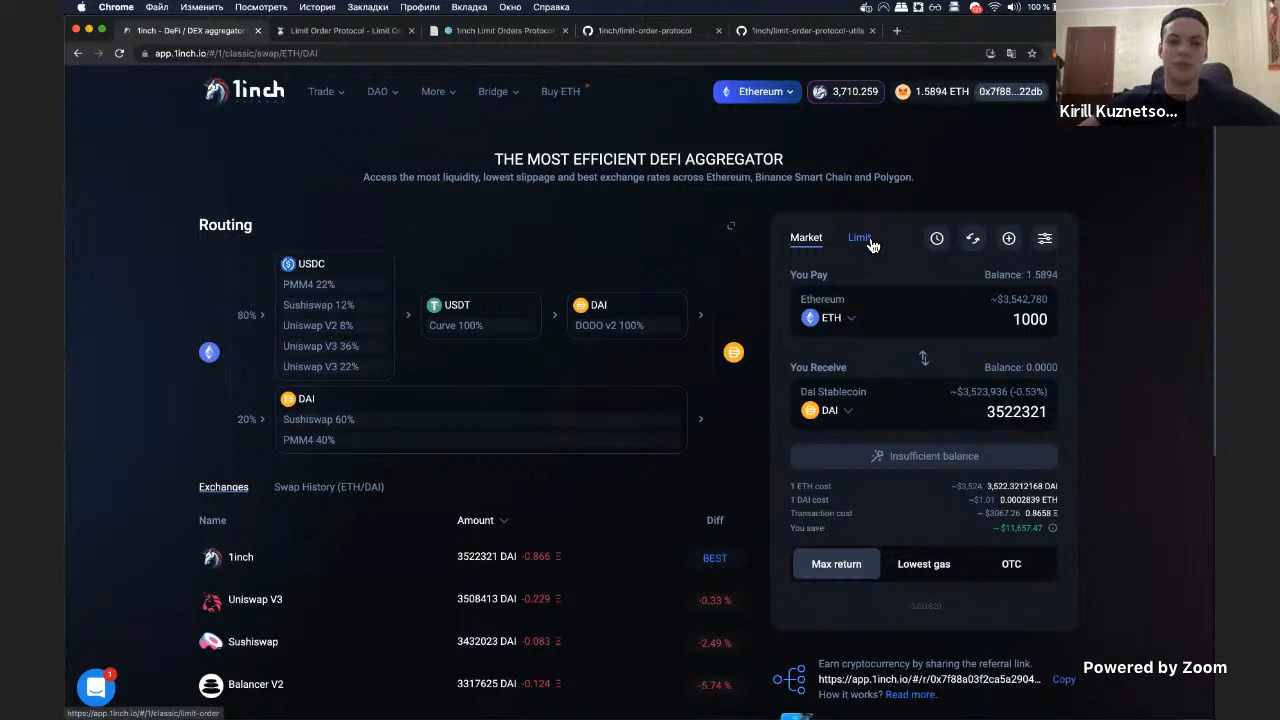 Chrome Файл Изменить Посмотреть История Закладки Профили Вкладка Окно Справка 100 %
1inch - DeFi / DEX aggregator
Limit Order Protocol - Limit Or
1inch Limit Orders Protocol
1inch/limit-order-protocol
1inch/limit-order-protocol-utils
app.1inch.io/#/1/classic/swap/ETH/DAI
1inch
NETWORK
Trade DAO More Bridge Buy ETH
Ethereum 3,710.259 1.5894 ETH 0x7f88...22db
Kirill Kuznetso...
THE MOST EFFICIENT DEFI AGGREGATOR
Access the most liquidity, lowest slippage and best exchange rates across Ethereum, Binance Smart Chain and Polygon.
Routing
80%
USDC
PMM4 22%
Sushiswap 12%
Uniswap V2 8%
Uniswap V3 36%
Uniswap V3 22%
USDT
Curve 100%
DAI
DODO v2 100%
20%
DAI
Sushiswap 60%
PMM4 40%
Market Limit
You Pay Balance: 1.5894
Ethereum ~$3,542,780
ETH 1000
You Receive Balance: 0.0000
Dai Stablecoin ~$3,523,936 (-0.53%)
DAI 3522321
Insufficient balance
1 ETH cost ~$3,524 3,522.3212168 DAI
1 DAI cost ~$1.01 0.0002839 ETH
Transaction cost ~ $3067.26 0.8658 Ξ
You save ~ $11,657.47
Max return Lowest gas OTC
Exchanges Swap History (ETH/DAI)
Name Amount Diff
1inch 3522321 DAI -0.866 Ξ BEST
Uniswap V3 3508413 DAI -0.229 Ξ -0.33 %
Sushiswap 3432023 DAI -0.083 Ξ -2.49 %
Balancer V2 3317625 DAI -0.124 Ξ -5.74 %
Earn cryptocurrency by sharing the referral link.
https://app.1inch.io/#/r/0x7f88a03f2ca5a2904... Copy
How it works? Read more.
1
https://app.1inch.io/#/1/classic/limit-order
Powered by Zoom